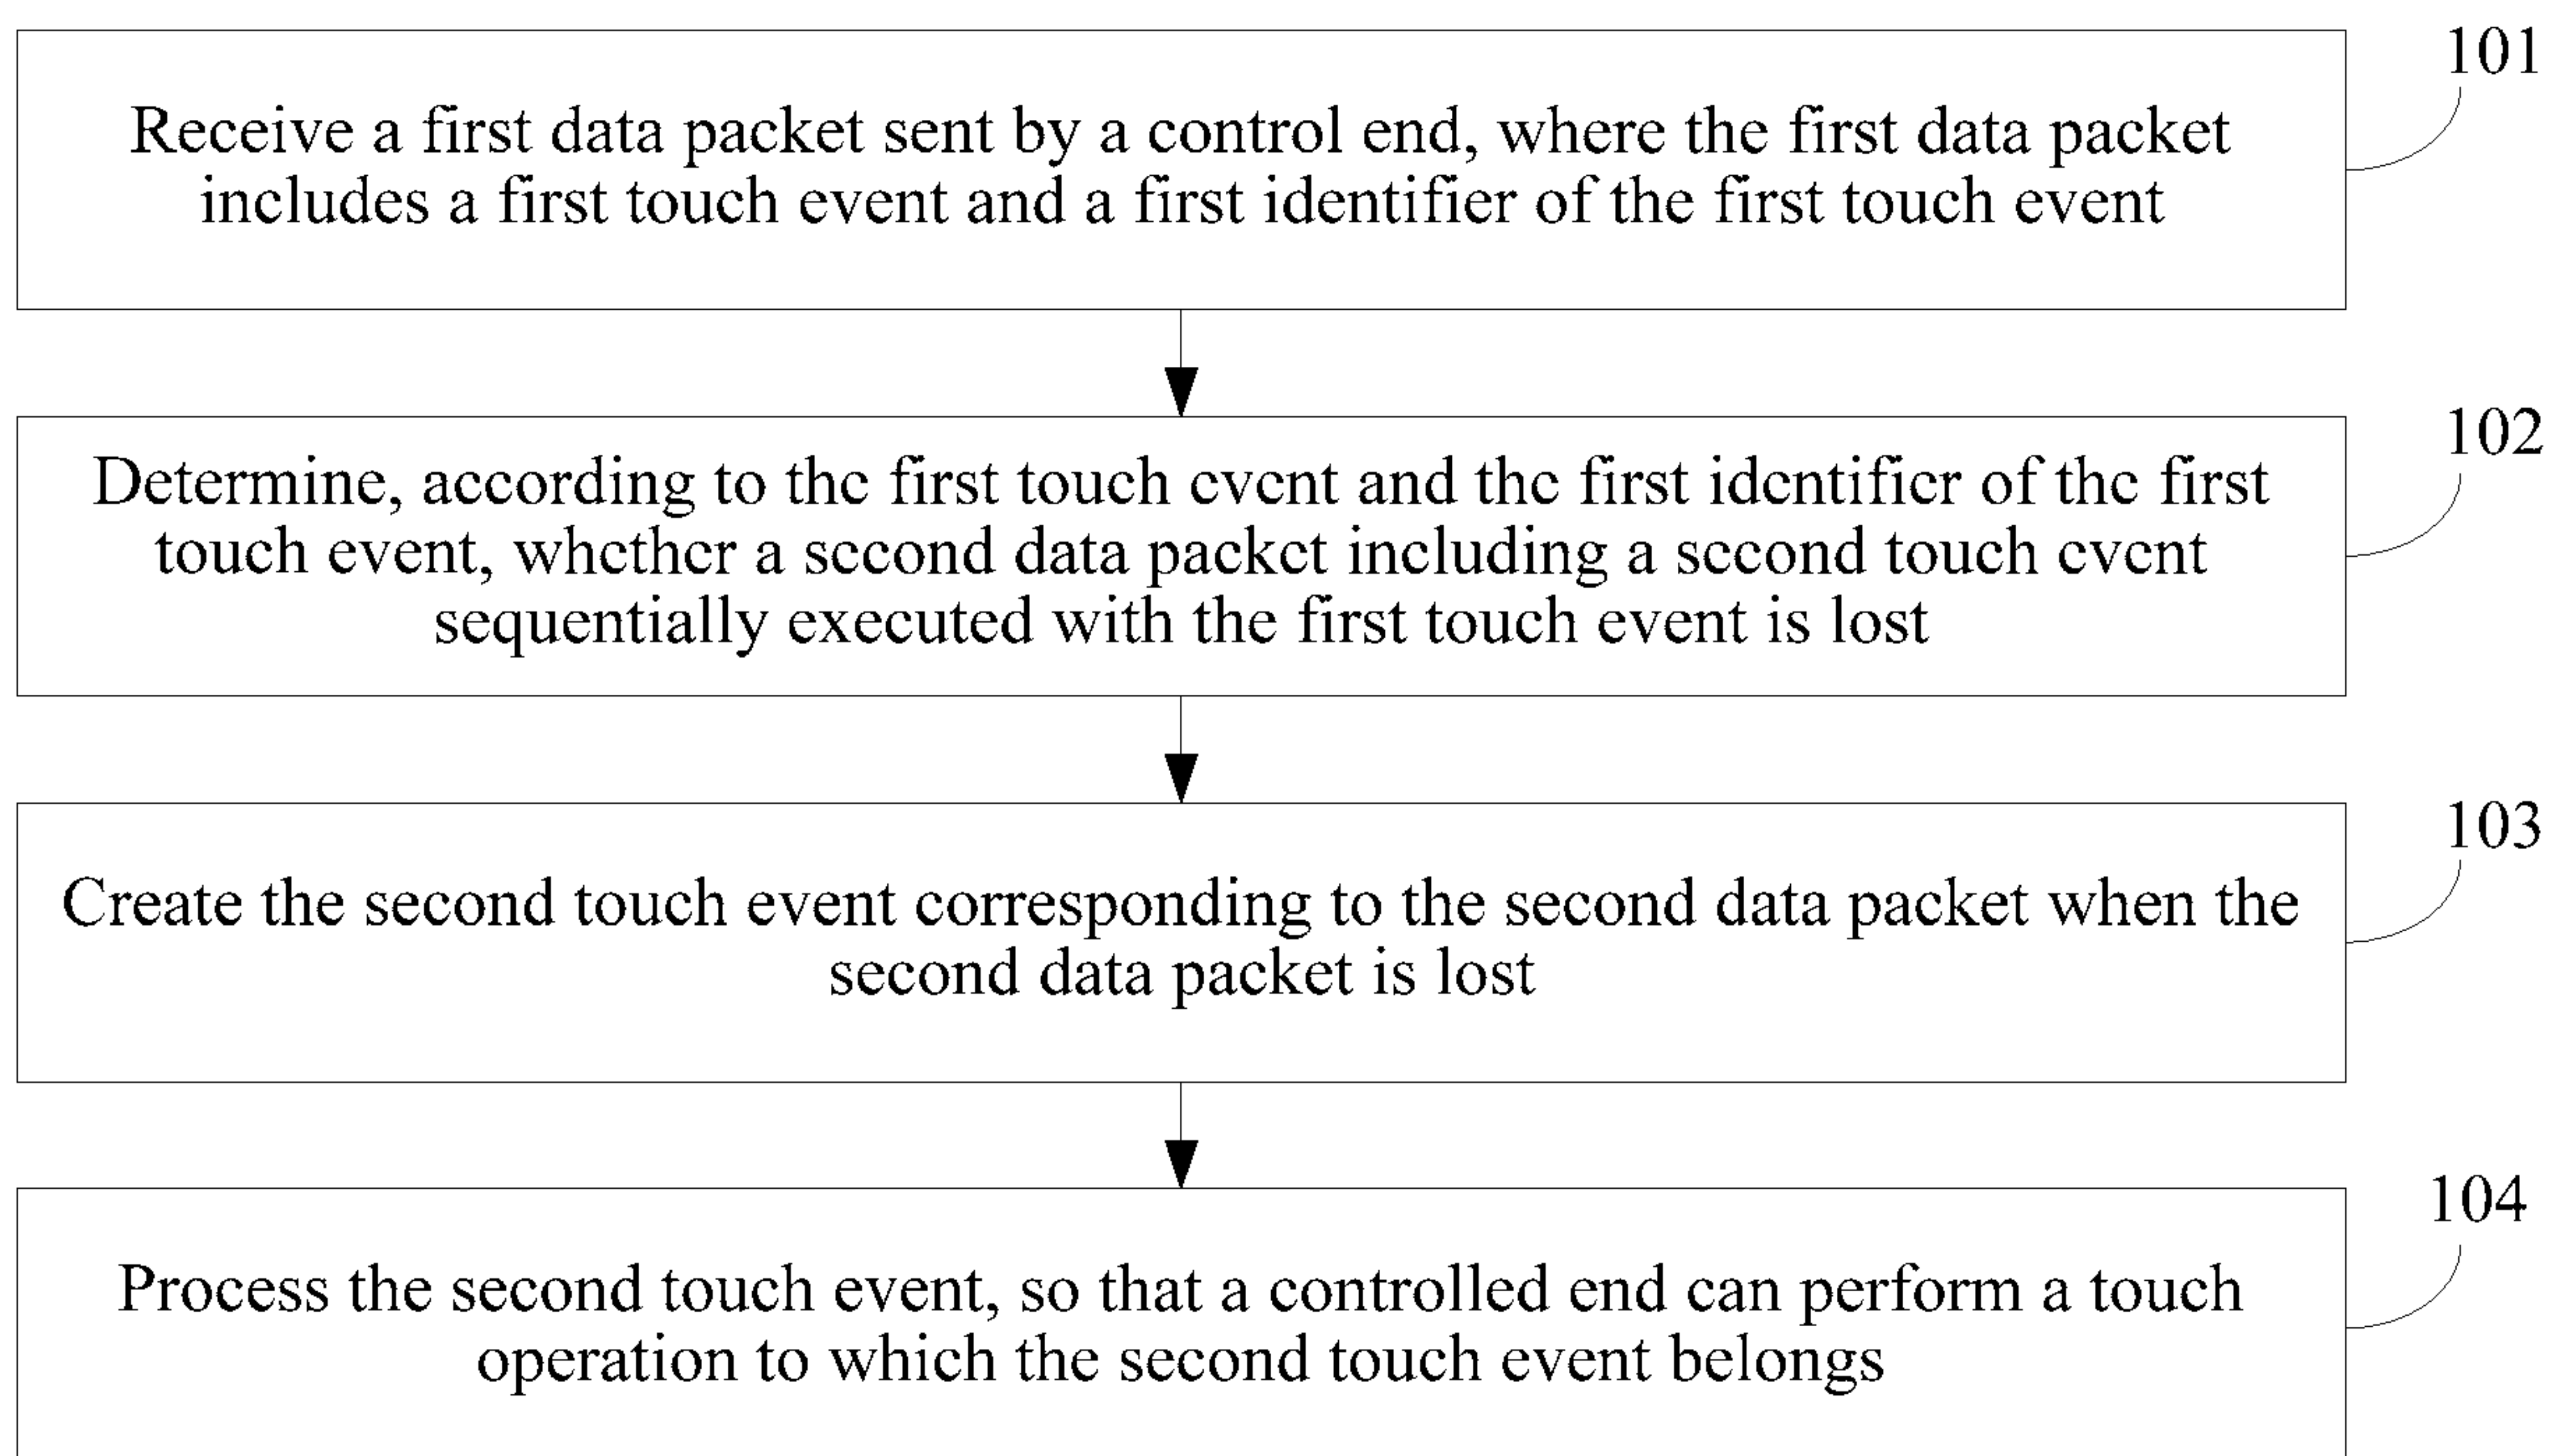 101
Receive a first data packet sent by a control end, where the first data packet
includes a first touch event and a first identifier of the first touch event
102
Determine, according to the first touch event and the first identifier of the first
touch event, whether a second data packet including a second touch event
sequentially executed with the first touch event is lost
103
Create the second touch event corresponding to the second data packet when the
second data packet is lost
104
Process the second touch event, so that a controlled end can perform a touch
operation to which the second touch event belongs